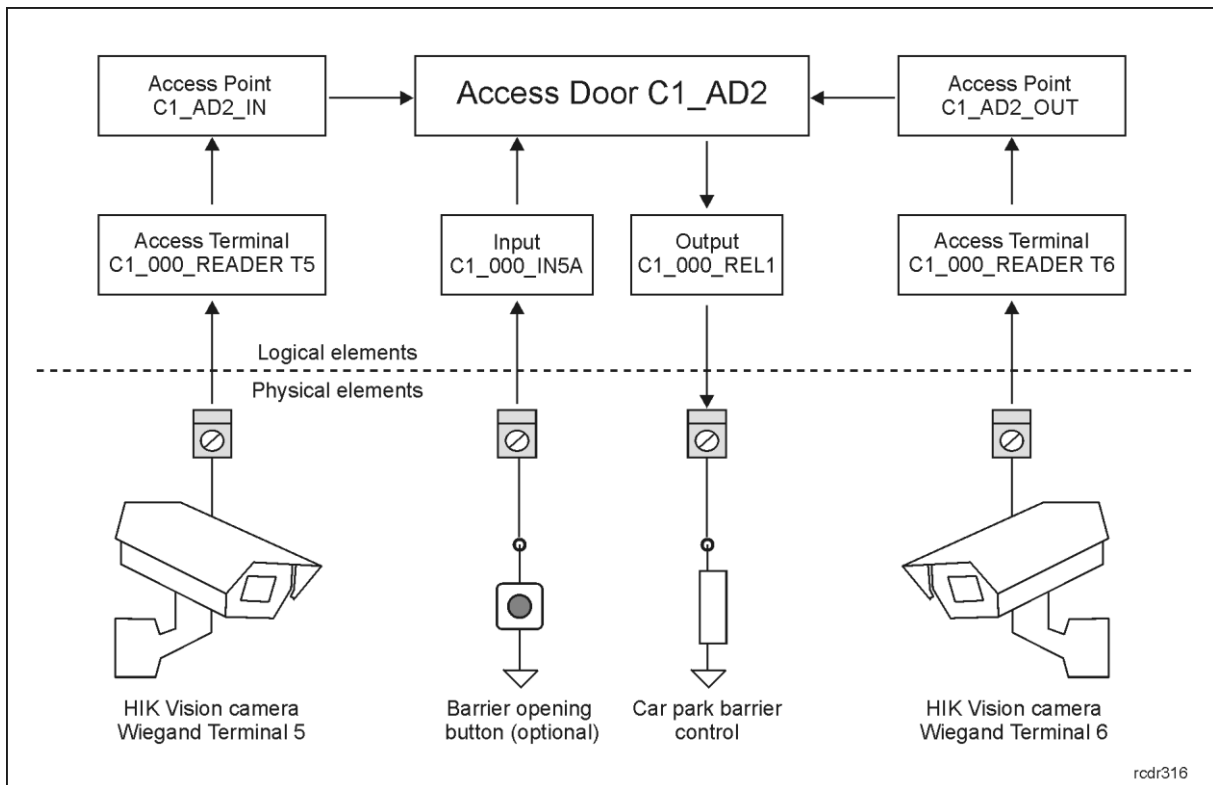 Access Point
C1_AD2_IN
Access Door C1_AD2
Access Point
C1_AD2_OUT
Access Terminal
C1_000_READER T5
Input
C1_000_IN5A
Output
C1_000_REL1
Access Terminal
C1_000_READER T6
Logical elements
Physical elements
HIK Vision camera
Wiegand Terminal 5
Barrier opening
button (optional)
Car park barrier
control
HIK Vision camera
Wiegand Terminal 6
rcdr316